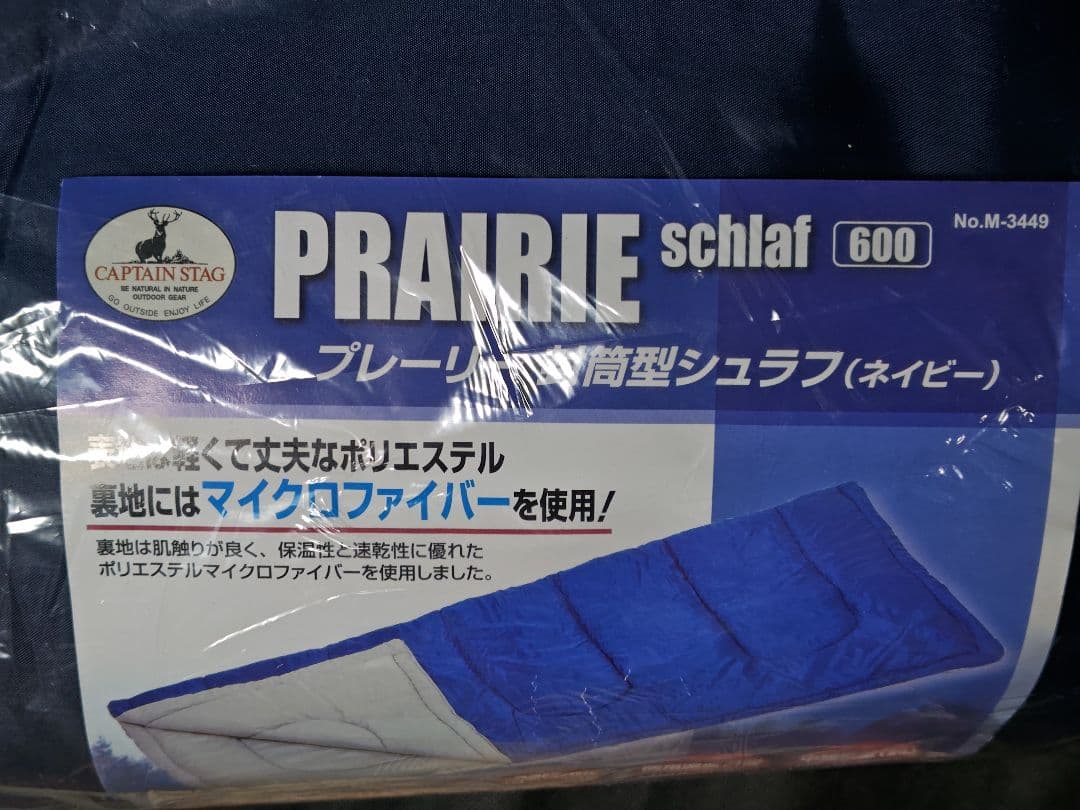 CAPTAIN STAG
BE NATURAL IN NATURE
OUTDOOR GEAR
GO OUTSIDE ENJOY LIFE
PRAIRIE schlaf 600
No.M-3449
プレーリー封筒型シュラフ(ネイビー)
表地は軽くて丈夫なポリエステル
裏地にはマイクロファイバーを使用!
裏地は肌触りが良く、保温性と速乾性に優れた
ポリエステルマイクロファイバーを使用しました。